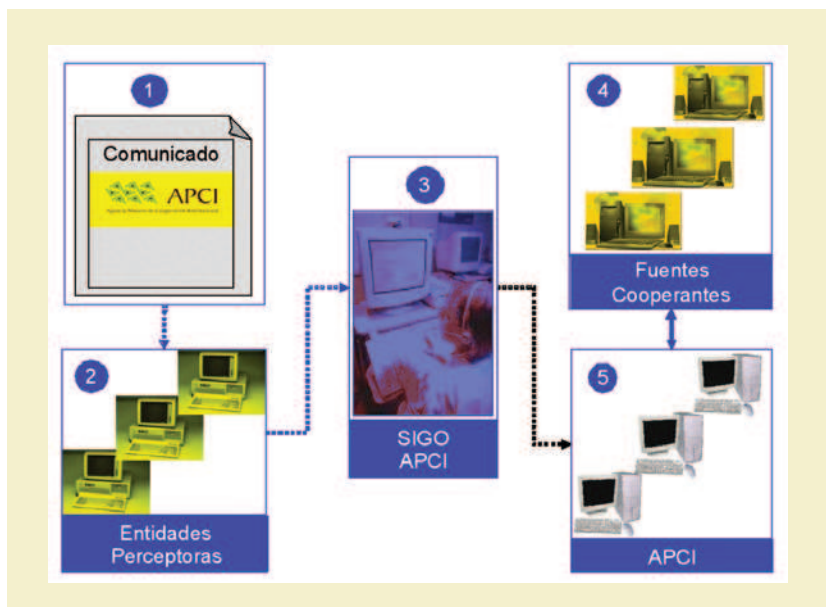 1
Comunicado
APCI
2
Entidades
Perceptoras
3
SIGO
APCI
4
Fuentes
Cooperantes
5
APCI